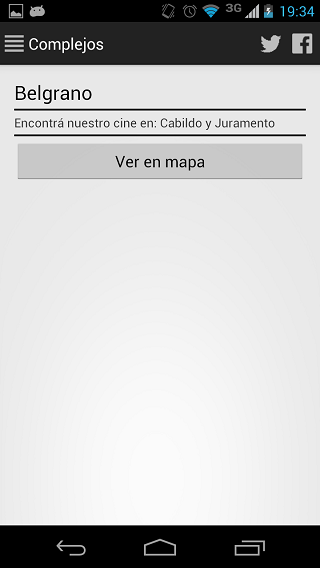 3G 19:34
Complejos
Belgrano
Encontrá nuestro cine en: Cabildo y Juramento
Ver en mapa